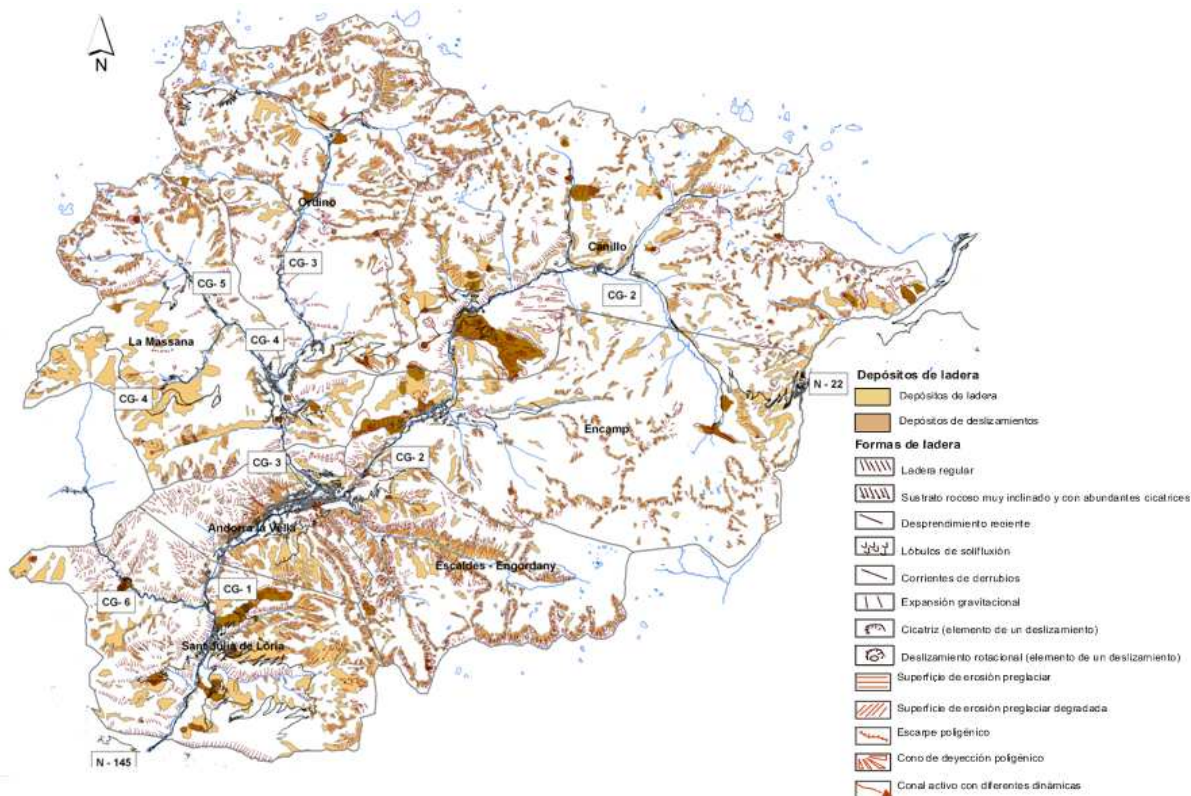 N
Ordino
Canillo
CG- 3
CG- 5
CG- 2
La Massana
CG- 4
N - 22
CG- 4
Encamp
CG- 3
CG- 2
Andorra la Vella
Escaldes - Engordany
CG- 1
CG- 6
Sant Julià de Lòria
N - 145
Depósitos de ladera
Depósitos de ladera
Depósitos de deslizamientos
Formas de ladera
Ladera regular
Sustrato rocoso muy inclinado y con abundantes cicatrices
Desprendimiento reciente
Lóbulos de solifluxión
Corrientes de derrubios
Expansión gravitacional
Cicatriz (elemento de un deslizamiento)
Deslizamiento rotacional (elemento de un deslizamiento)
Superficie de erosión preglaciar
Superficie de erosión preglaciar degradada
Escarpe poligénico
Cono de deyección poligénico
Canal activo con diferentes dinámicas